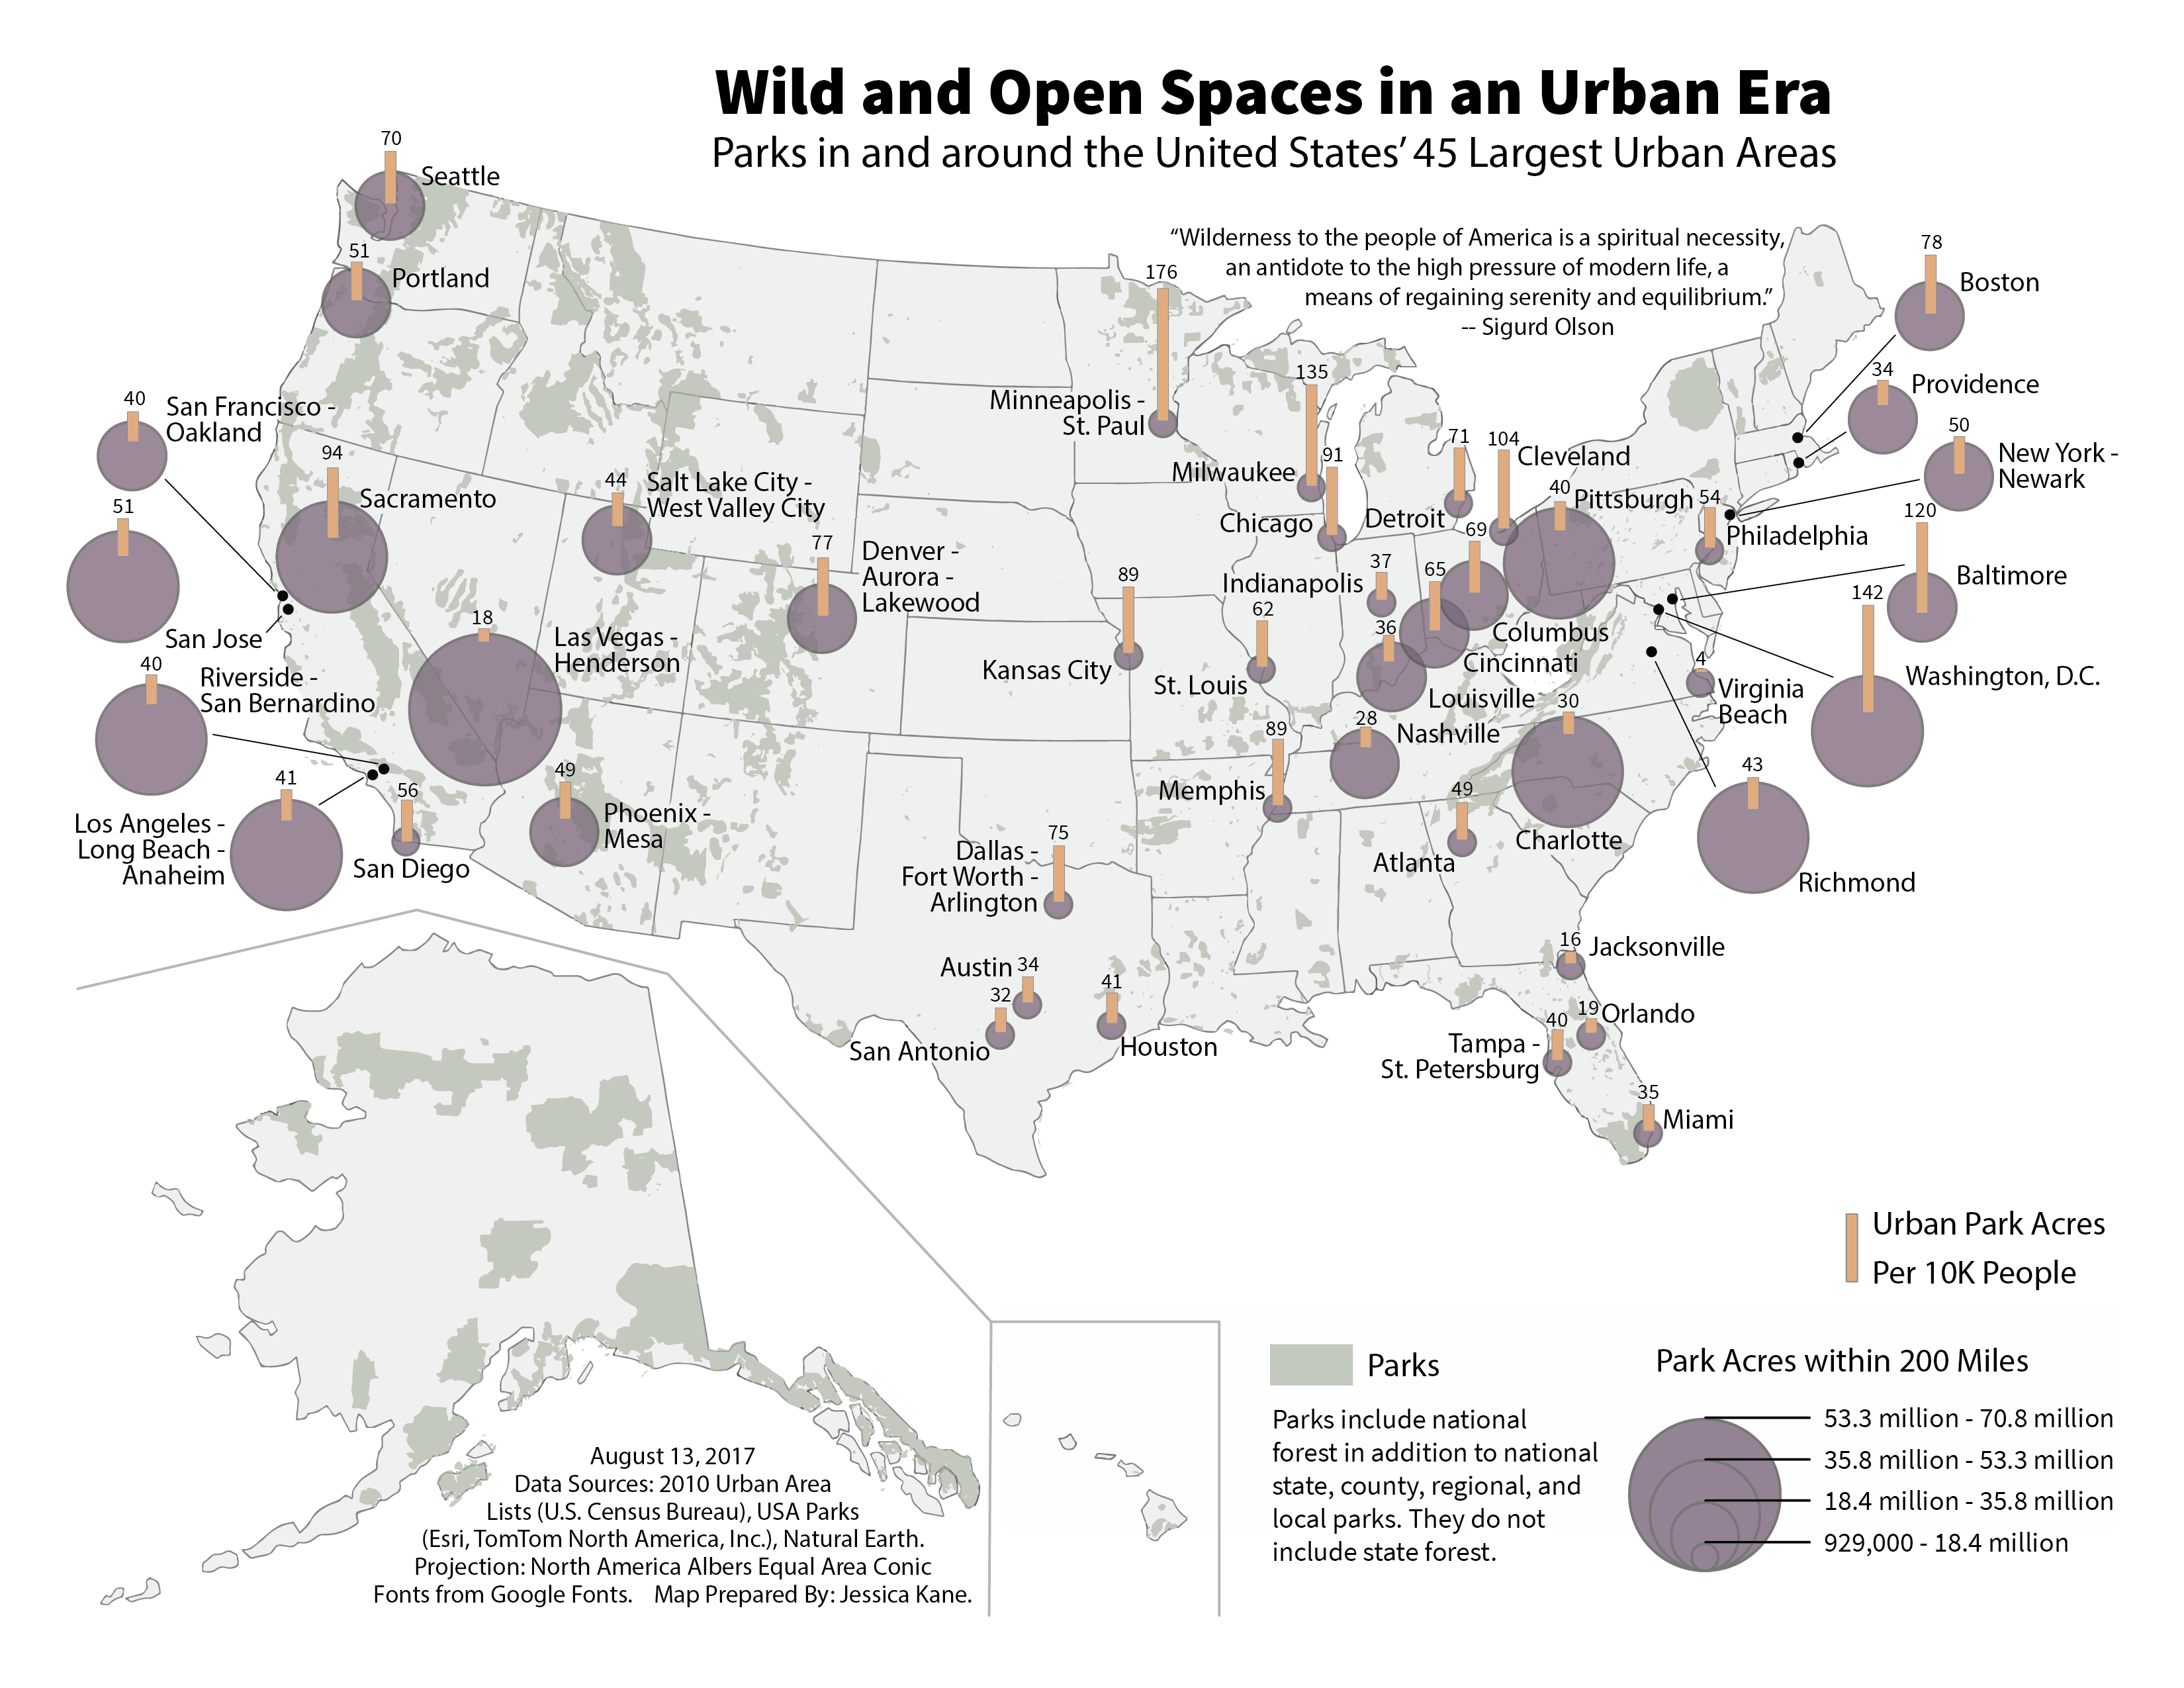 Wild and Open Spaces in an Urban Era
Parks in and around the United States’ 45 Largest Urban Areas
“Wilderness to the people of America is a spiritual necessity,
an antidote to the high pressure of modern life, a
means of regaining serenity and equilibrium.”
-- Sigurd Olson
70
Seattle
51
Portland
40
San Francisco -
Oakland
94
Sacramento
51
San Jose
44
Salt Lake City -
West Valley City
77
Denver -
Aurora -
Lakewood
18
Las Vegas -
Henderson
40
Riverside -
San Bernardino
41
Los Angeles -
Long Beach -
Anaheim
56
San Diego
49
Phoenix -
Mesa
176
Minneapolis -
St. Paul
135
Milwaukee
91
Chicago
71
Detroit
104
Cleveland
40
Pittsburgh
69
Columbus
65
Cincinnati
37
Indianapolis
36
Louisville
89
Kansas City
62
St. Louis
28
Nashville
89
Memphis
49
Atlanta
30
Charlotte
75
Dallas -
Fort Worth -
Arlington
Austin
34
32
San Antonio
41
Houston
16
Jacksonville
19
Orlando
40
Tampa -
St. Petersburg
35
Miami
78
Boston
34
Providence
50
New York -
Newark
54
Philadelphia
120
Baltimore
142
Washington, D.C.
4
Virginia
Beach
43
Richmond
Urban Park Acres
Per 10K People
Parks
Parks include national
forest in addition to national
state, county, regional, and
local parks. They do not
include state forest.
Park Acres within 200 Miles
53.3 million - 70.8 million
35.8 million - 53.3 million
18.4 million - 35.8 million
929,000 - 18.4 million
August 13, 2017
Data Sources: 2010 Urban Area
Lists (U.S. Census Bureau), USA Parks
(Esri, TomTom North America, Inc.), Natural Earth.
Projection: North America Albers Equal Area Conic
Fonts from Google Fonts. Map Prepared By: Jessica Kane.